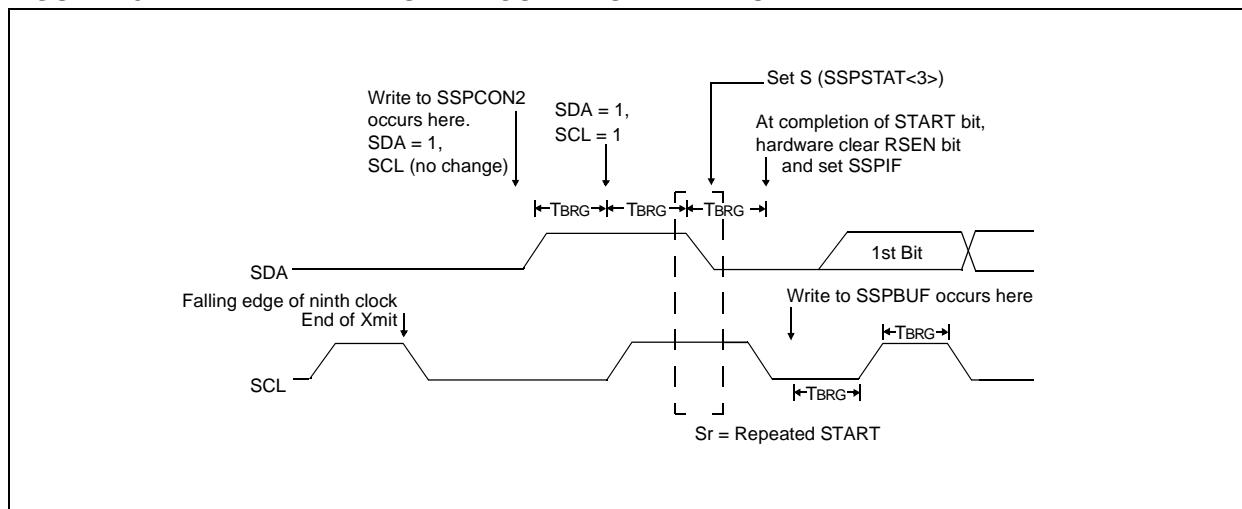 Set S (SSPSTAT<3>)
Write to SSPCON2
occurs here.
SDA = 1,
SCL (no change)
SDA = 1,
SCL = 1
At completion of START bit,
hardware clear RSEN bit
and set SSPIF
TBRG
TBRG
TBRG
SDA
1st Bit
Falling edge of ninth clock
End of Xmit
Write to SSPBUF occurs here
TBRG
SCL
TBRG
Sr = Repeated START